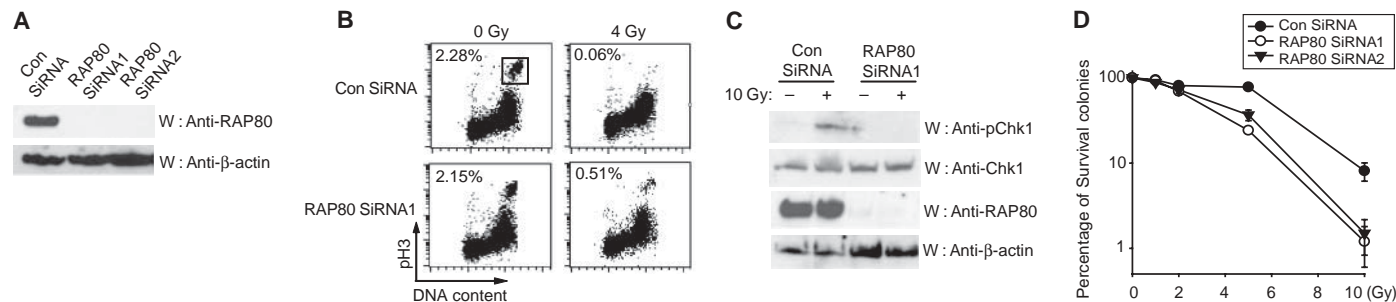 A
Con SiRNA
RAP80 SiRNA1
RAP80 SiRNA2
W : Anti-RAP80
W : Anti-β-actin
B
0 Gy
4 Gy
Con SiRNA
2.28%
0.06%
RAP80 SiRNA1
2.15%
0.51%
pH3
DNA content
C
Con SiRNA
RAP80 SiRNA1
10 Gy: – + – +
W : Anti-pChk1
W : Anti-Chk1
W : Anti-RAP80
W : Anti-β-actin
D
Con SiRNA
RAP80 SiRNA1
RAP80 SiRNA2
Percentage of Survival colonies
100
10
1
0 2 4 6 8 10 (Gy)